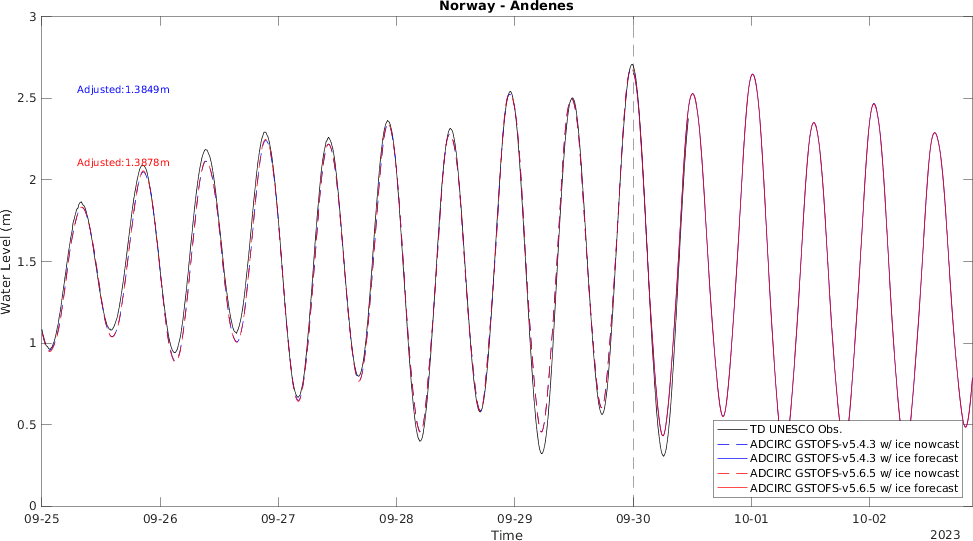 Norway - Andenes
3
2.5
2
1.5
1
0.5
0
Water Level (m)
Adjusted:1.3849m
Adjusted:1.3878m
TD UNESCO Obs.
ADCIRC GSTOFS-v5.4.3 w/ ice nowcast
ADCIRC GSTOFS-v5.4.3 w/ ice forecast
ADCIRC GSTOFS-v5.6.5 w/ ice nowcast
ADCIRC GSTOFS-v5.6.5 w/ ice forecast
09-25 09-26 09-27 09-28 09-29 09-30 10-01 10-02
Time
2023